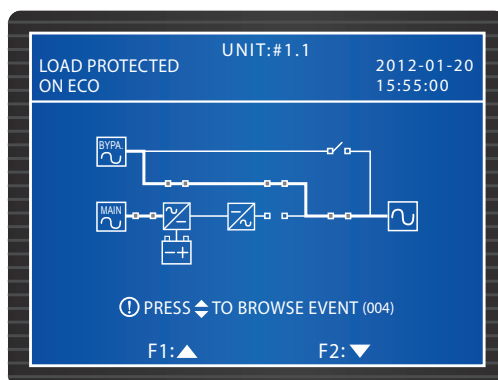 UNIT:#1.1
LOAD PROTECTED
ON ECO
2012-01-20
15:55:00
BYPA.
MAIN
PRESS TO BROWSE EVENT (004)
F1: F2: